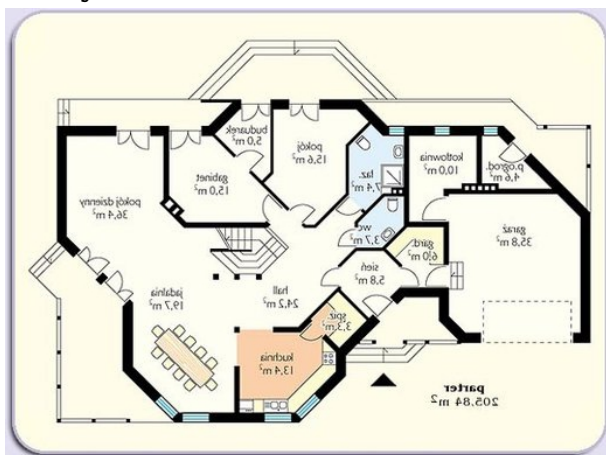 buduarek
5,0 m²
pokój
15,6 m²
łaz.
7,4 m²
kotłownia
10,0 m²
p.ogrod.
4,6 m²
gabinet
15,0 m²
pokój dzienny
36,4 m²
wc
3,7 m²
gard.
6,0 m²
garaż
35,8 m²
sień
5,8 m²
hall
24,2 m²
jadalnia
19,7 m²
spiż.
3,3 m²
kuchnia
13,4 m²
parter
205,84 m²